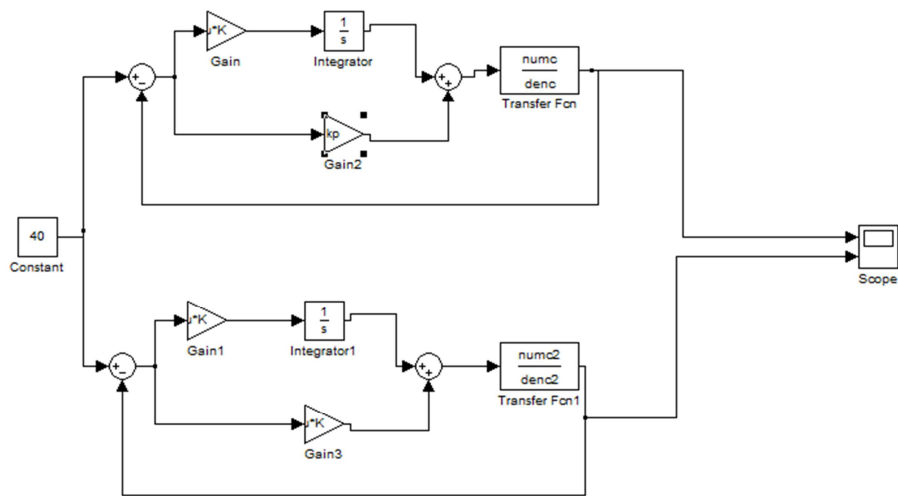 u*K
Gain
1
s
Integrator
+
−
+
+
numc
denc
Transfer Fcn
kp
Gain2
40
Constant
Scope
u*K
Gain1
1
s
Integrator1
+
−
+
+
numc2
denc2
Transfer Fcn1
u*K
Gain3